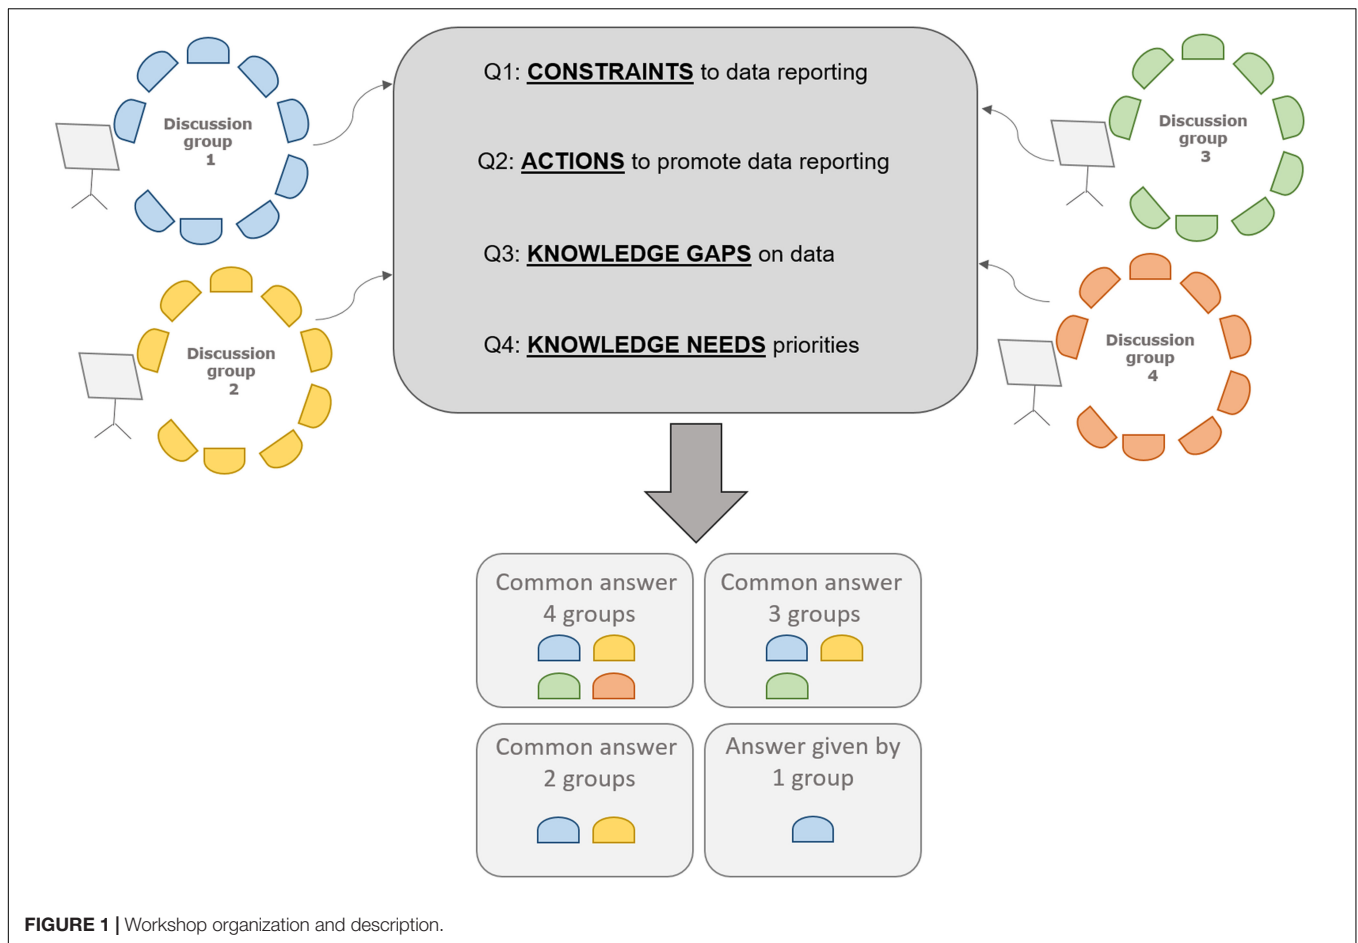 Discussion
group
1
Discussion
group
2
Q1: CONSTRAINTS to data reporting
Q2: ACTIONS to promote data reporting
Q3: KNOWLEDGE GAPS on data
Q4: KNOWLEDGE NEEDS priorities
Discussion
group
3
Discussion
group
4
Common answer
4 groups
Common answer
3 groups
Common answer
2 groups
Answer given by
1 group
FIGURE 1 | Workshop organization and description.